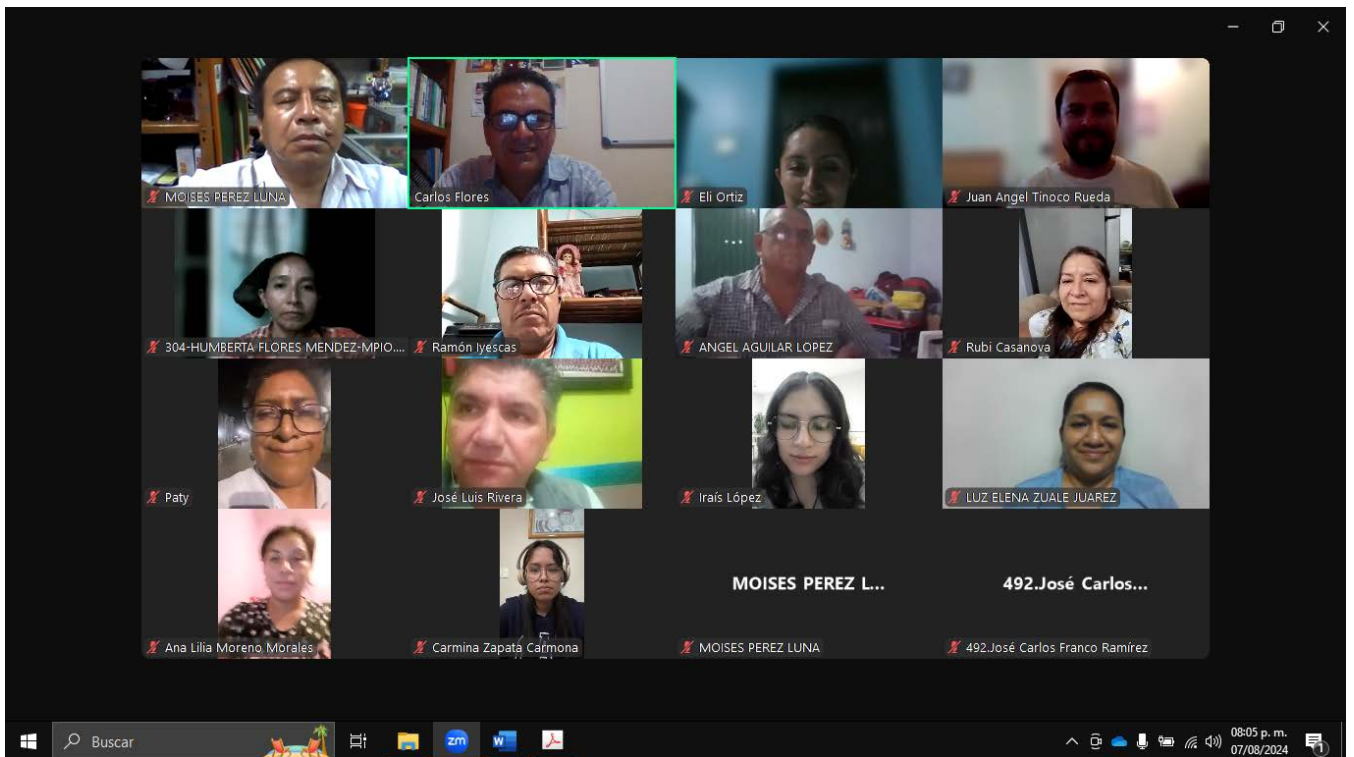 MOISES PEREZ LUNA
Carlos Flores
Eli Ortiz
Juan Angel Tinoco Rueda
304-HUMBERTA FLORES MENDEZ-MPIO....
Ramón Iyescas
ANGEL AGUILAR LOPEZ
Rubi Casanova
Paty
José Luis Rivera
Iraís López
LUZ ELENA ZUALE JUAREZ
Ana Lilia Moreno Morales
Carmina Zapata Carmona
MOISES PEREZ L...
MOISES PEREZ LUNA
492.José Carlos...
492.José Carlos Franco Ramírez
Buscar
zm
W
08:05 p. m.
07/08/2024
1